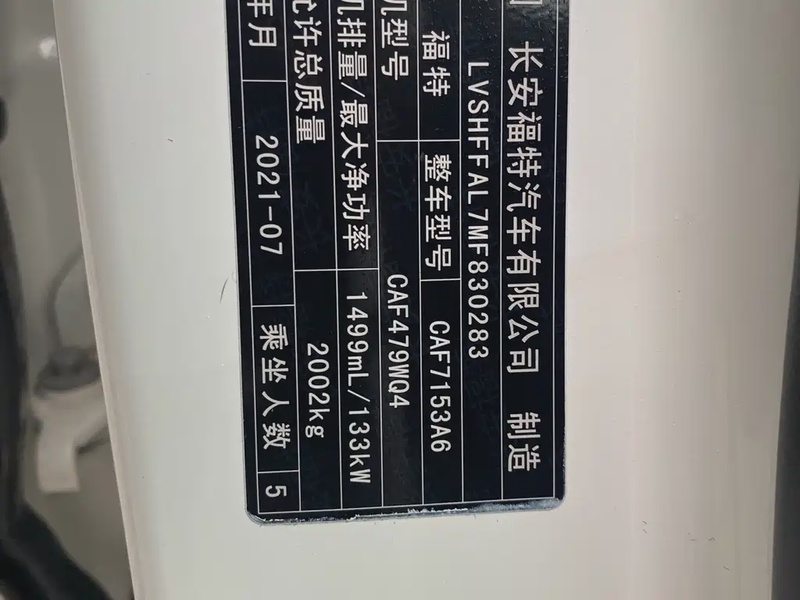 长安福特汽车有限公司 制造
LVSHFFAL7MF830283
福特 整车型号 CAF7153A6
机型号 CAF479WQ4
机排量/最大净功率 1499mL/133kW
允许总质量 2002kg
年月 2021-07 乘坐人数 5